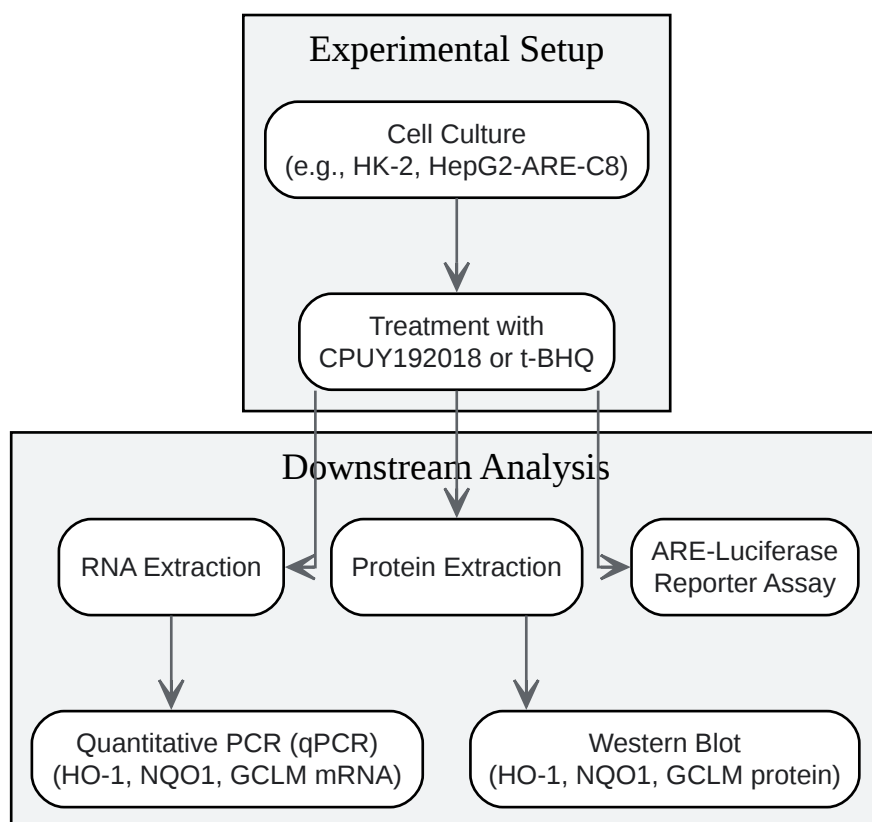 Experimental Setup
Cell Culture
(e.g., HK-2, HepG2-ARE-C8)
Treatment with
CPUY192018 or t-BHQ
Downstream Analysis
RNA Extraction
Protein Extraction
ARE-Luciferase
Reporter Assay
Quantitative PCR (qPCR)
(HO-1, NQO1, GCLM mRNA)
Western Blot
(HO-1, NQO1, GCLM protein)